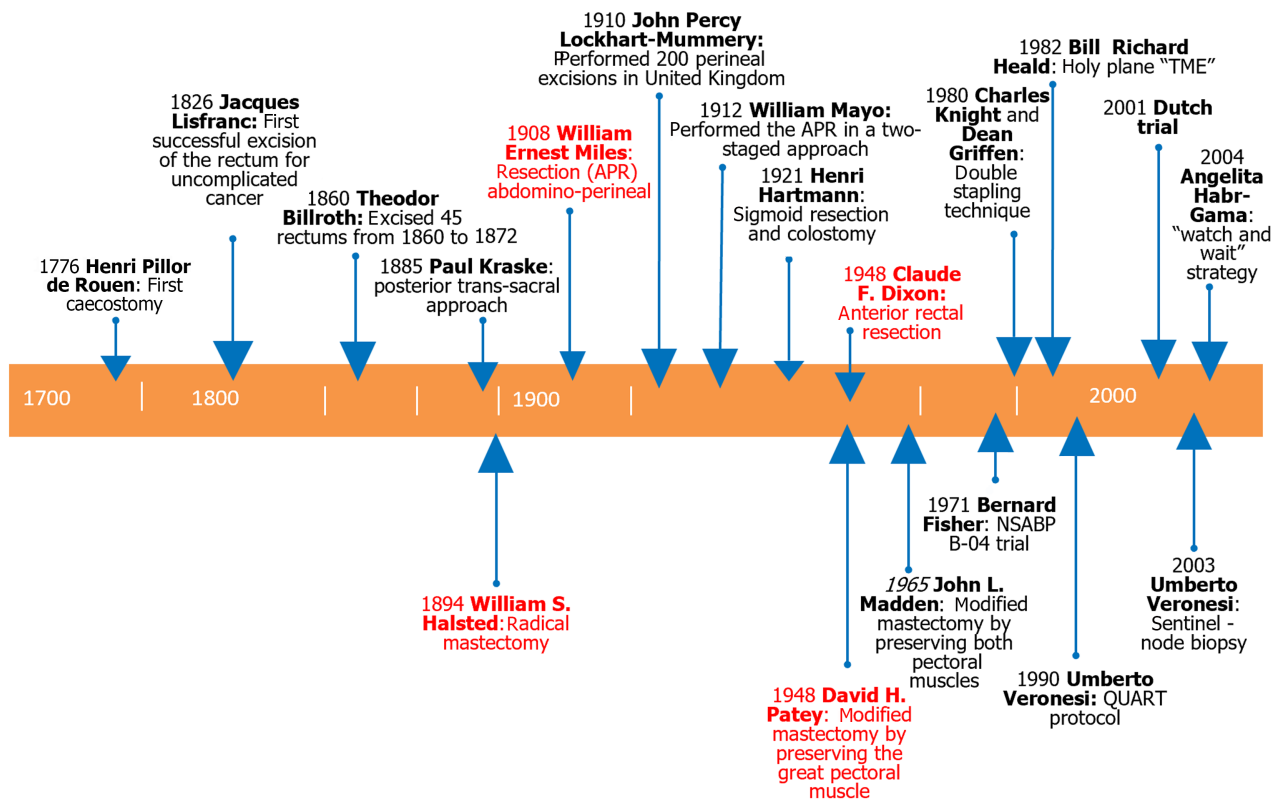 1776 Henri Pillor
de Rouen: First
caecostomy
1826 Jacques
Lisfranc: First
successful excision
of the rectum for
uncomplicated
cancer
1860 Theodor
Billroth: Excised 45
rectums from 1860 to 1872
1885 Paul Kraske:
posterior trans-sacral
approach
1908 William
Ernest Miles:
Resection (APR)
abdomino-perineal
1910 John Percy
Lockhart-Mummery:
PPerformed 200 perineal
excisions in United Kingdom
1912 William Mayo:
Performed the APR in a two-
staged approach
1921 Henri
Hartmann:
Sigmoid resection
and colostomy
1948 Claude
F. Dixon:
Anterior rectal
resection
1980 Charles
Knight and
Dean
Griffen:
Double
stapling
technique
1982 Bill Richard
Heald: Holy plane “TME”
2001 Dutch
trial
2004
Angelita
Habr-
Gama:
“watch and
wait”
strategy
1700
1800
1900
2000
1894 William S.
Halsted: Radical
mastectomy
1948 David H.
Patey: Modified
mastectomy by
preserving the
great pectoral
muscle
1965 John L.
Madden: Modified
mastectomy by
preserving both
pectoral
muscles
1971 Bernard
Fisher: NSABP
B-04 trial
1990 Umberto
Veronesi: QUART
protocol
2003
Umberto
Veronesi:
Sentinel -
node biopsy